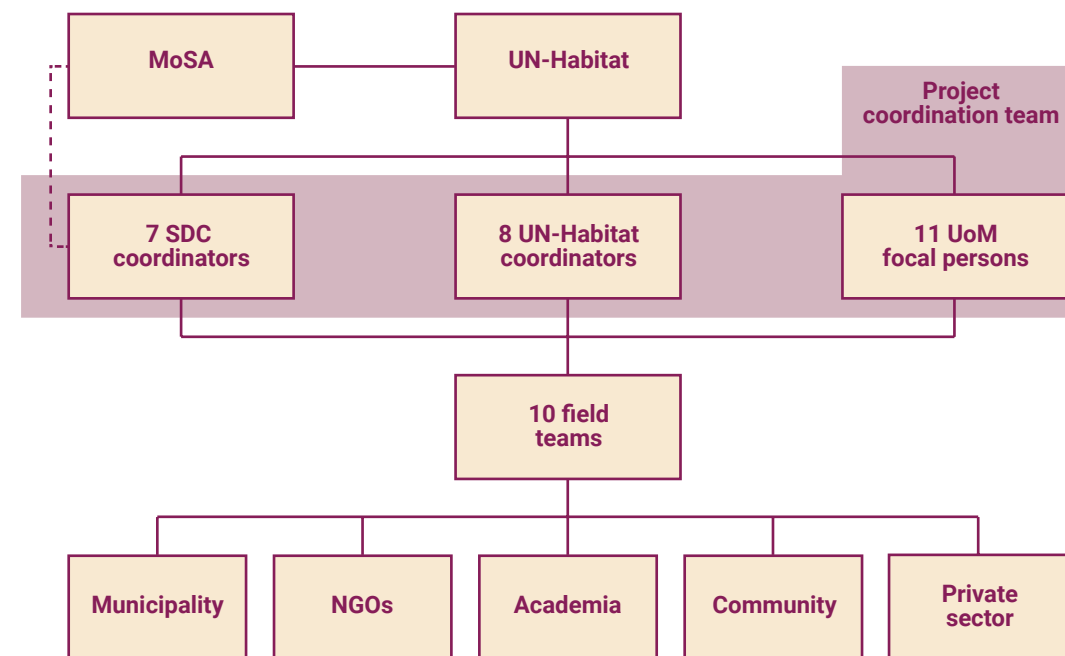 MoSA
UN-Habitat
Project
coordination team
7 SDC
coordinators
8 UN-Habitat
coordinators
11 UoM
focal persons
10 field
teams
Municipality
NGOs
Academia
Community
Private
sector